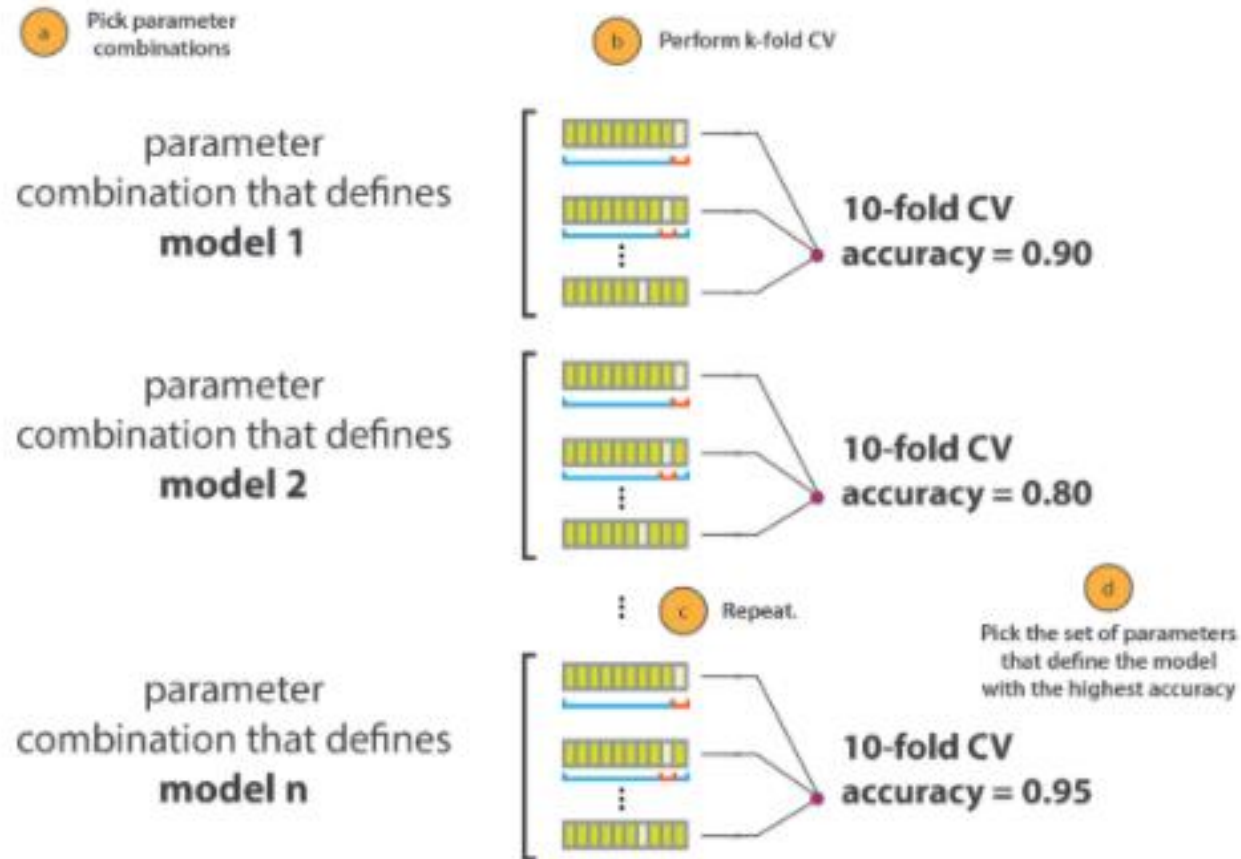 a
Pick parameter
combinations
b
Perform k-fold CV
parameter
combination that defines
model 1
10-fold CV
accuracy = 0.90
parameter
combination that defines
model 2
10-fold CV
accuracy = 0.80
c
Repeat.
d
Pick the set of parameters
that define the model
with the highest accuracy
parameter
combination that defines
model n
10-fold CV
accuracy = 0.95